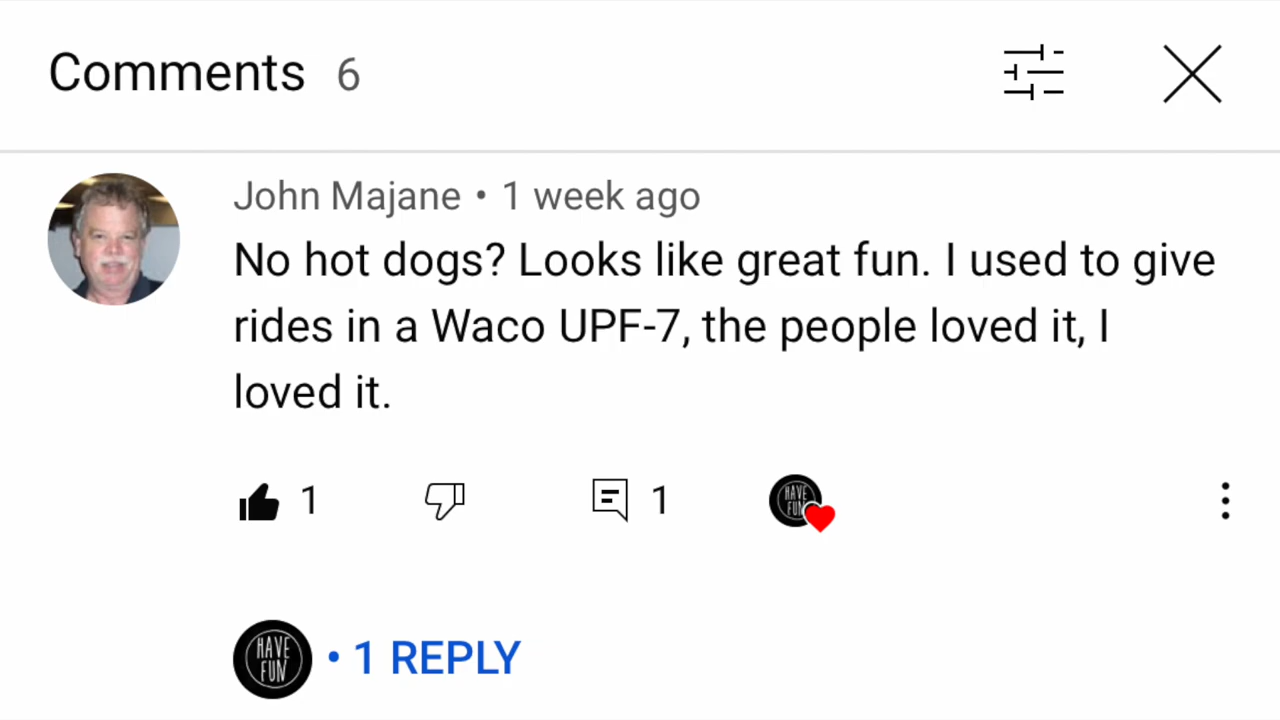 Comments 6
John Majane • 1 week ago
No hot dogs? Looks like great fun. I used to give
rides in a Waco UPF-7, the people loved it, I
loved it.
1 1 HAVE FUN
HAVE FUN • 1 REPLY